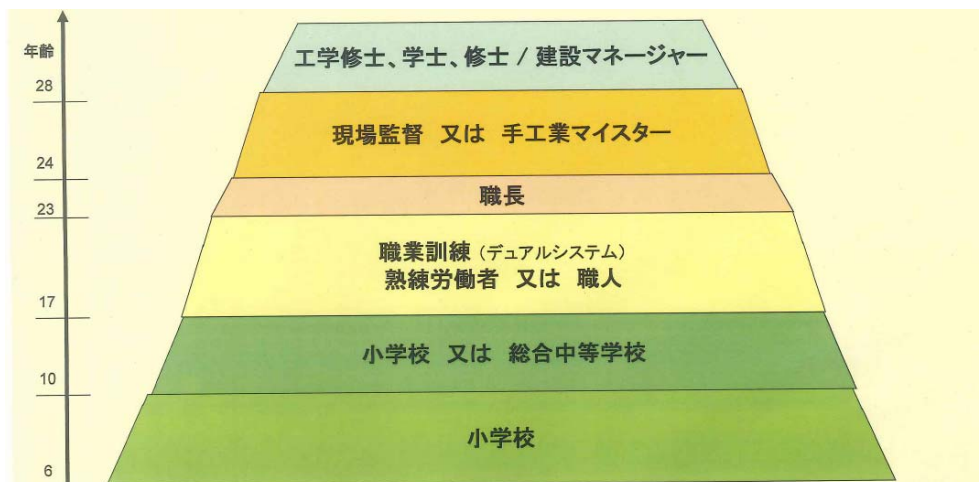 年齢
工学修士、学士、修士 / 建設マネージャー
28
現場監督 又は 手工業マイスター
24
職長
23
職業訓練（デュアルシステム）
熟練労働者 又は 職人
17
小学校 又は 総合中等学校
10
小学校
6